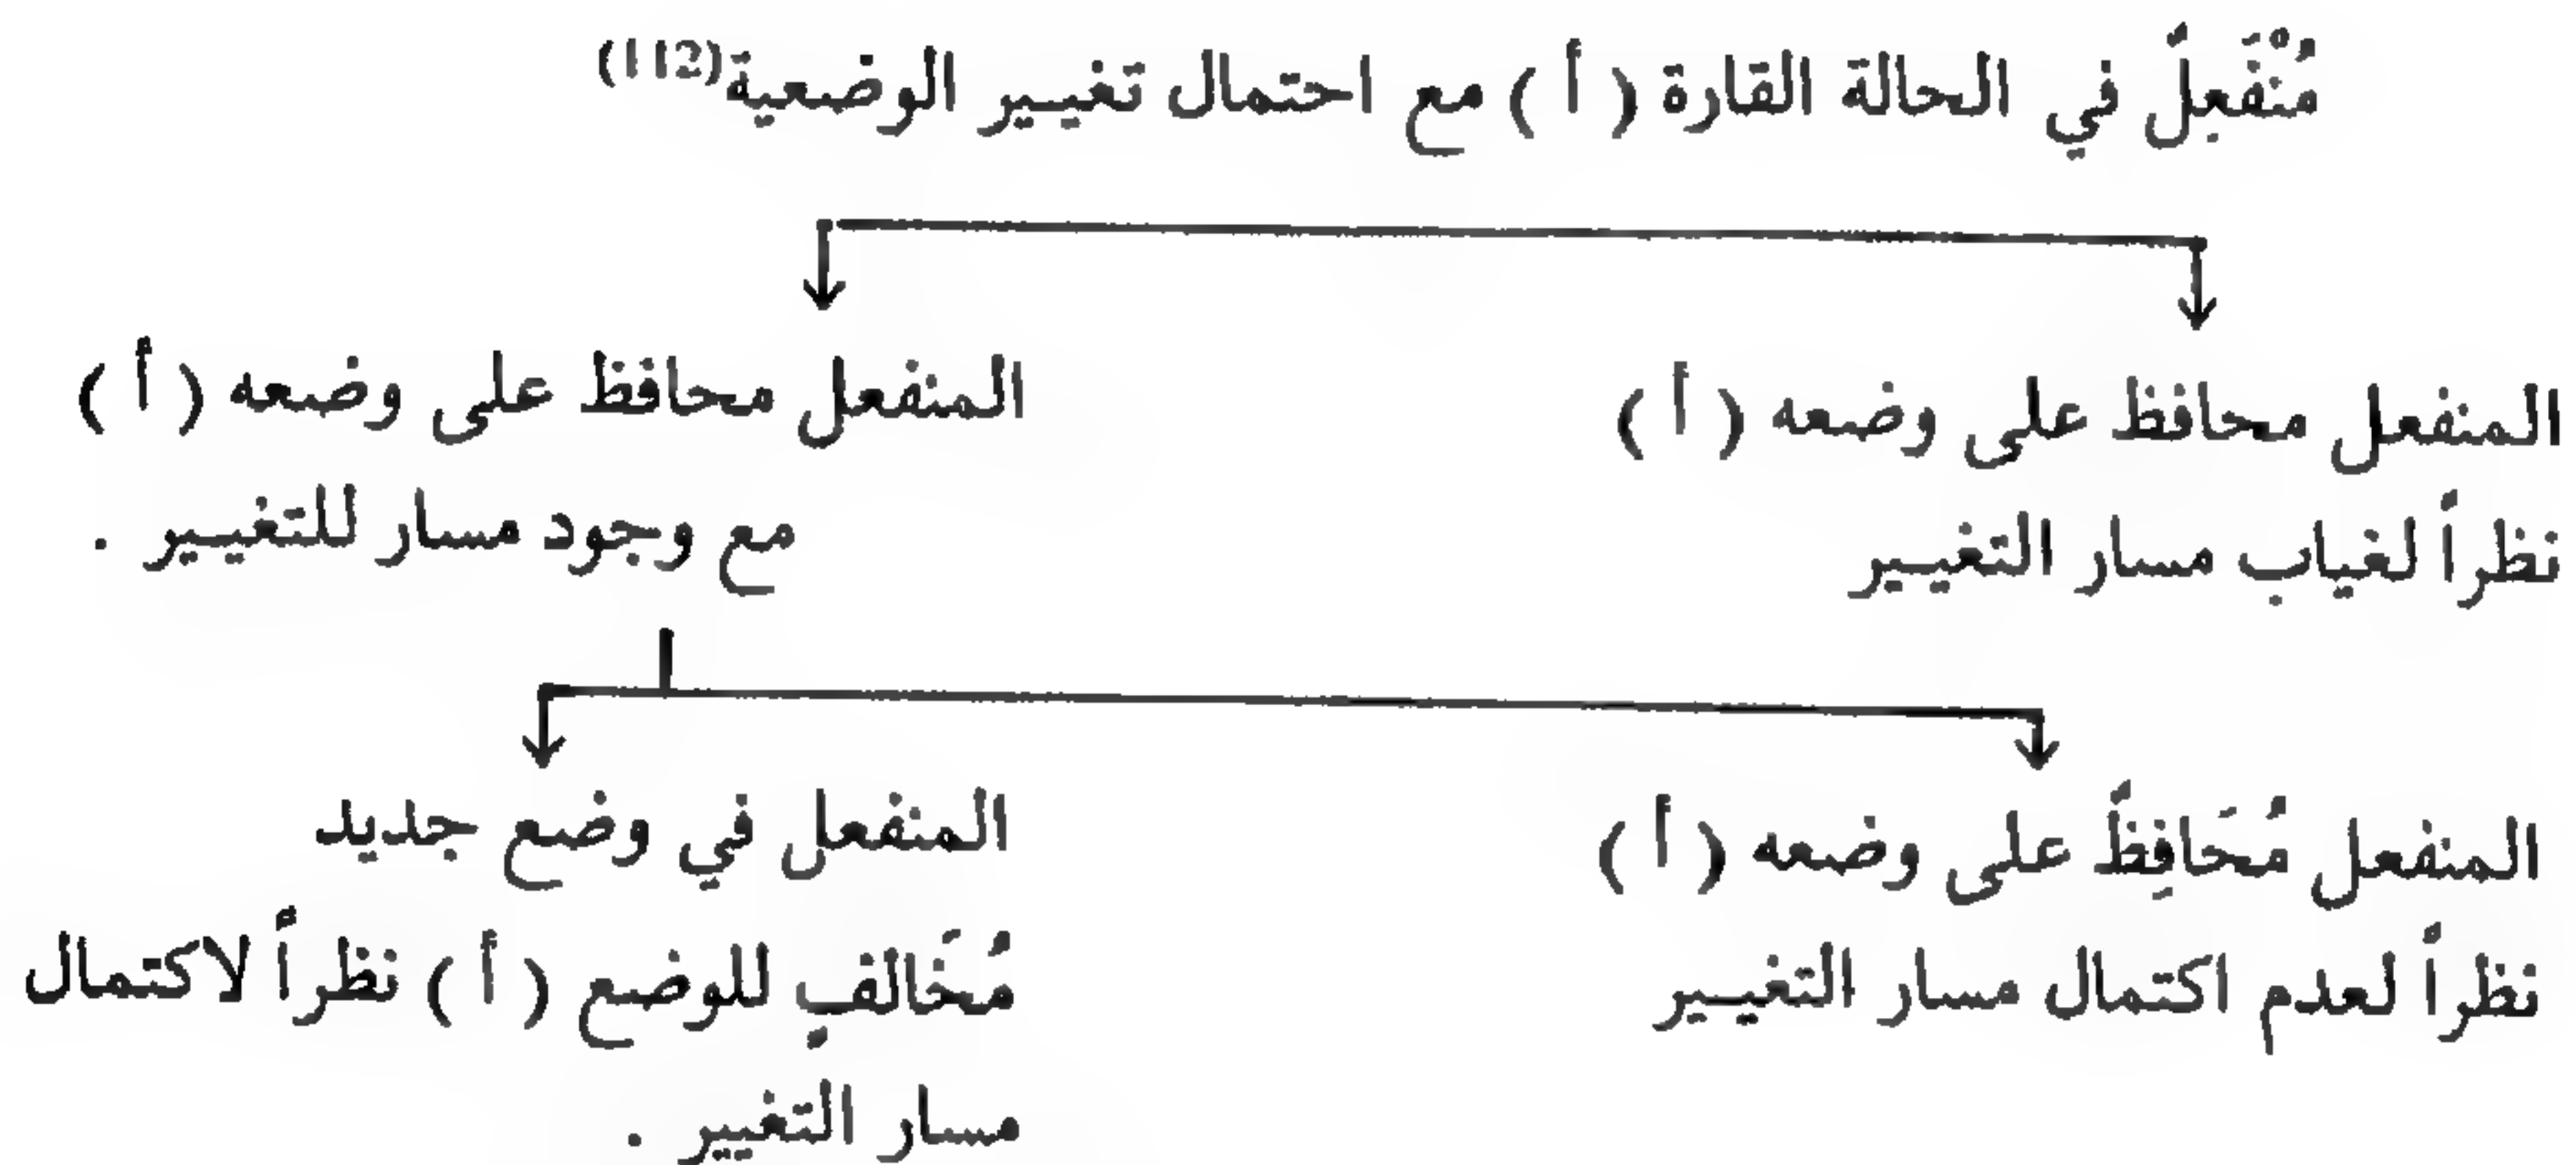 مُنْفَعِلٌ في الحالة القارة ( أ ) مع احتمال تغيير الوضعية(112)
المنفعل محافظ على وضعه ( أ )
نظراً لغياب مسار التغيير
المنفعل محافظ على وضعه ( أ )
مع وجود مسار للتغيير .
المنفعل مُحَافِظٌ على وضعه ( أ )
نظراً لعدم اكتمال مسار التغيير
المنفعل في وضع جديد
مُخَالفٍ للوضع ( أ ) نظراً لاكتمال
مسار التغيير .